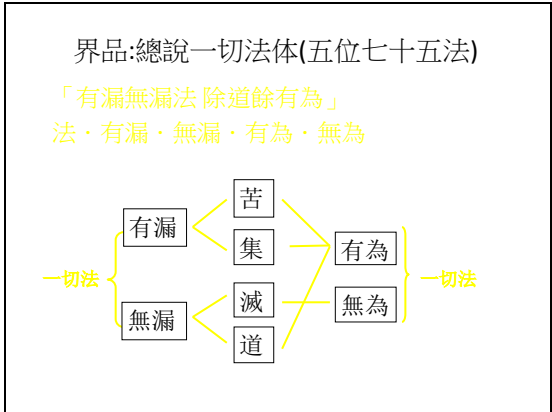 界品:總說一切法体(五位七十五法)
「有漏無漏法 除道餘有為」
法．有漏．無漏．有為．無為
苦
有漏
集
有為
一切法
一切法
滅
無為
無漏
道